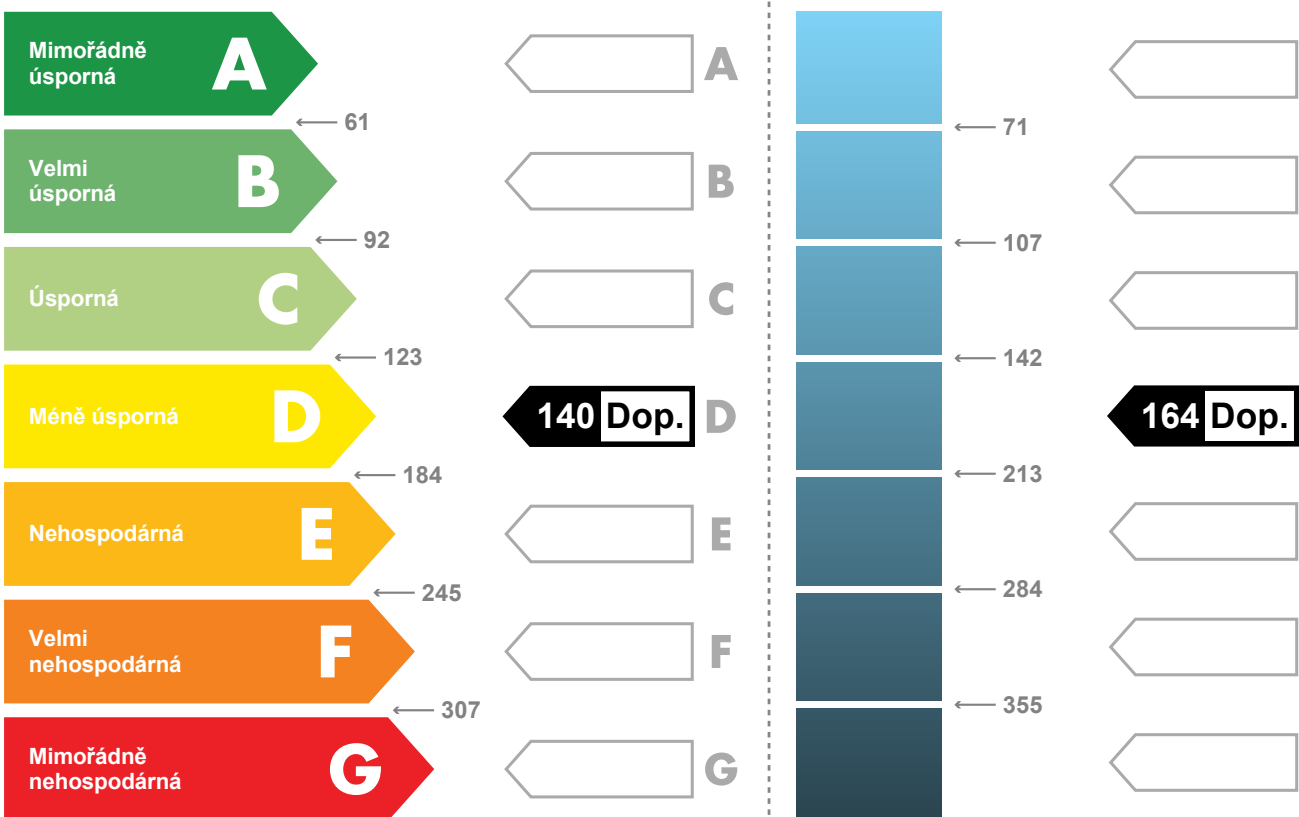 Mimořádně
úsporná
A
A
61
71
Velmi
úsporná
B
B
92
107
Úsporná
C
C
123
142
Méně úsporná
D
140 Dop.
D
164 Dop.
184
213
Nehospodárná
E
E
245
284
Velmi
nehospodárná
F
F
307
355
Mimořádně
nehospodárná
G
G